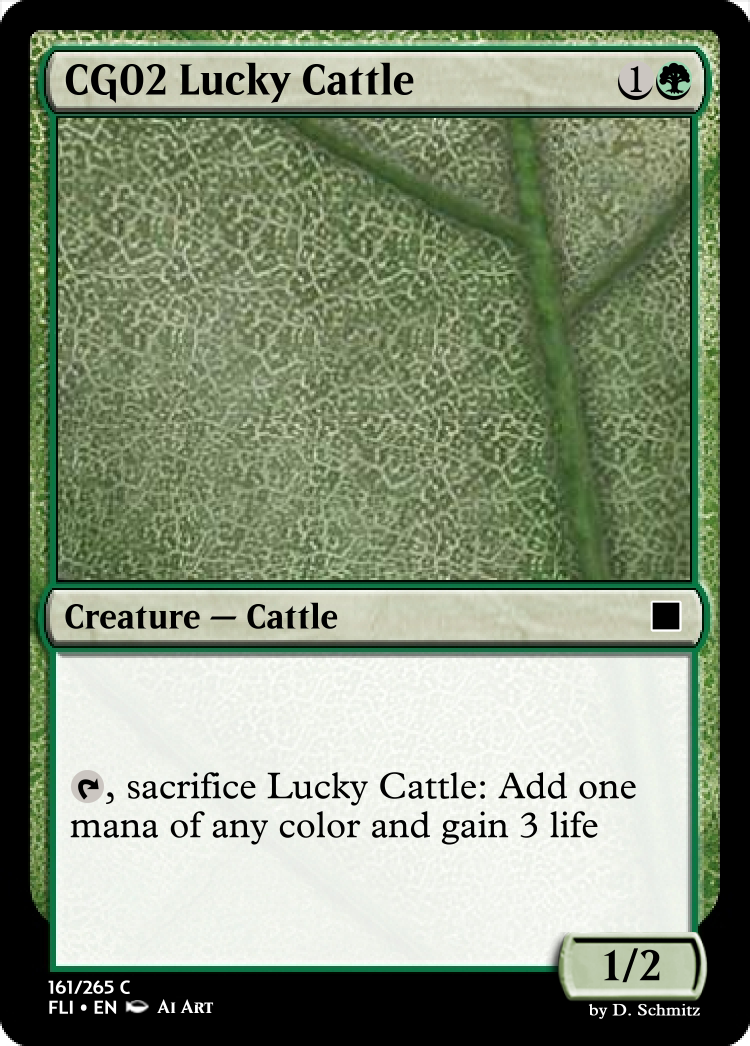 CG02 Lucky Cattle 1
Creature — Cattle
, sacrifice Lucky Cattle: Add one
mana of any color and gain 3 life
1/2
161/265 C
FLI • EN AI ART
by D. Schmitz